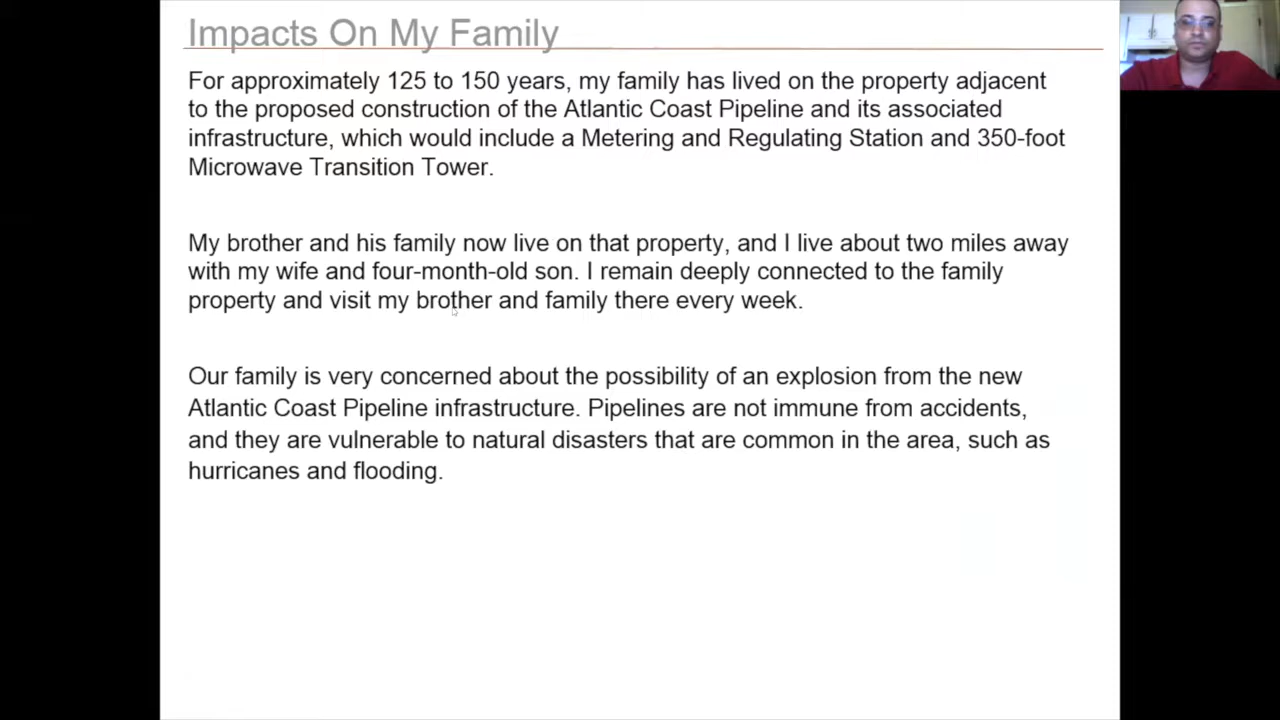 Impacts On My Family
For approximately 125 to 150 years, my family has lived on the property adjacent
to the proposed construction of the Atlantic Coast Pipeline and its associated
infrastructure, which would include a Metering and Regulating Station and 350-foot
Microwave Transition Tower.
My brother and his family now live on that property, and I live about two miles away
with my wife and four-month-old son. I remain deeply connected to the family
property and visit my brother and family there every week.
Our family is very concerned about the possibility of an explosion from the new
Atlantic Coast Pipeline infrastructure. Pipelines are not immune from accidents,
and they are vulnerable to natural disasters that are common in the area, such as
hurricanes and flooding.